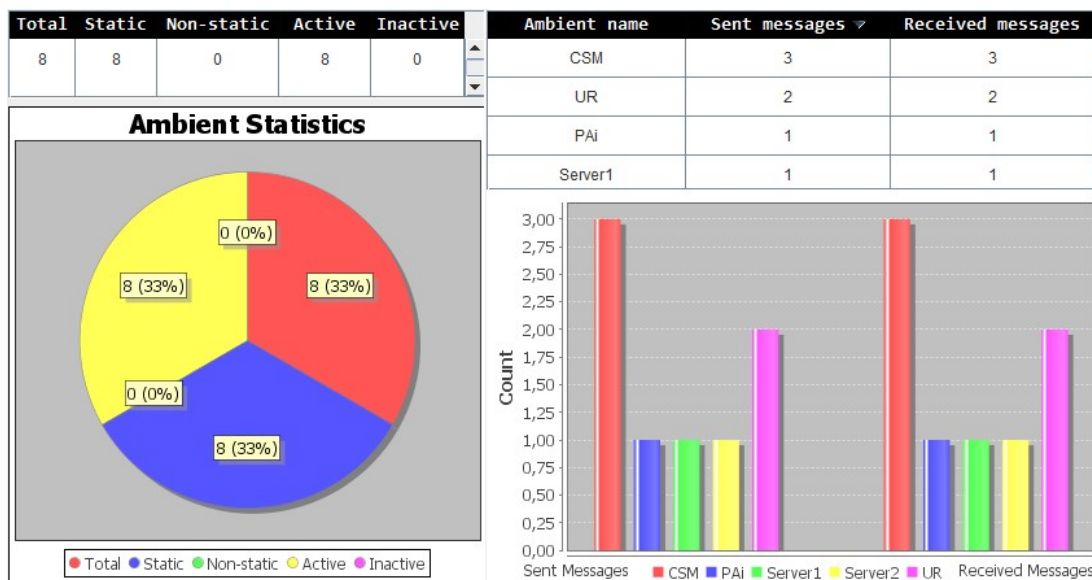 Total Static Non-static Active Inactive
8 8 0 8 0
Ambient Statistics
0 (0%)
8 (33%) 8 (33%)
0 (0%)
8 (33%)
Total Static Non-static Active Inactive
Ambient name Sent messages Received messages
CSM 3 3
UR 2 2
PAi 1 1
Server1 1 1
3,00
2,75
2,50
2,25
2,00
1,75
1,50
1,25
1,00
0,75
0,50
0,25
0,00
Count
Sent Messages CSM PAi Server1 Server2 UR Received Messages